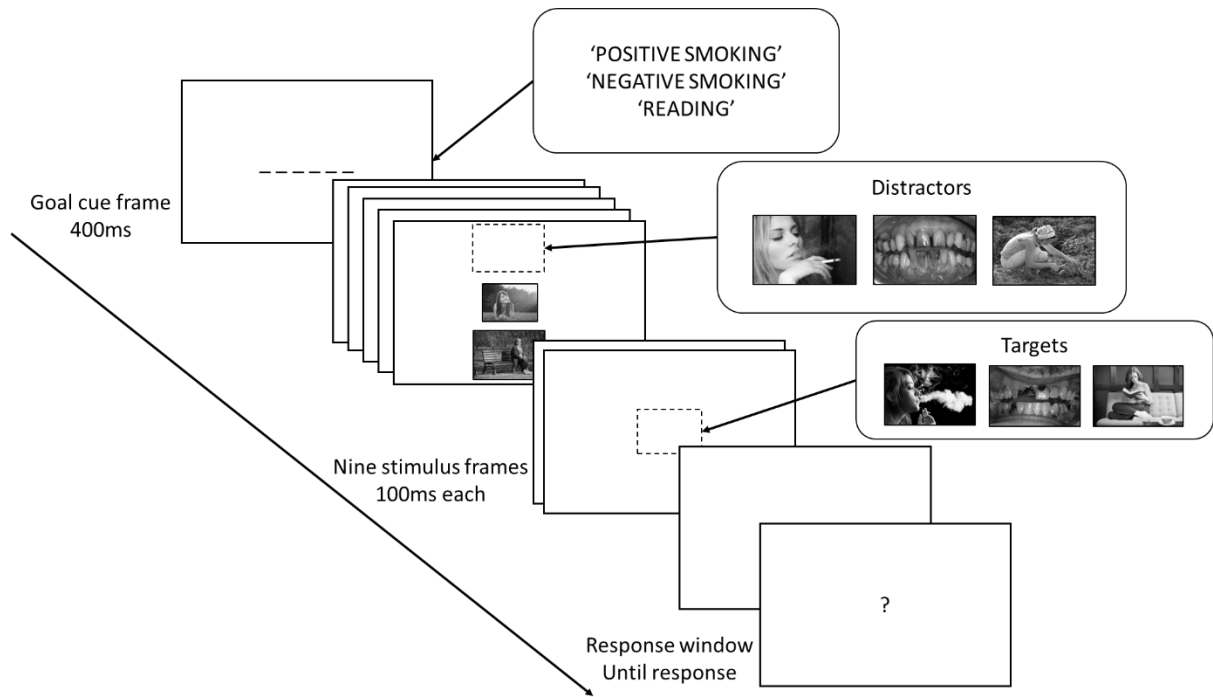 ‘POSITIVE SMOKING’
‘NEGATIVE SMOKING’
‘READING’
Goal cue frame
400ms
Distractors
Targets
Nine stimulus frames
100ms each
?
Response window
Until response